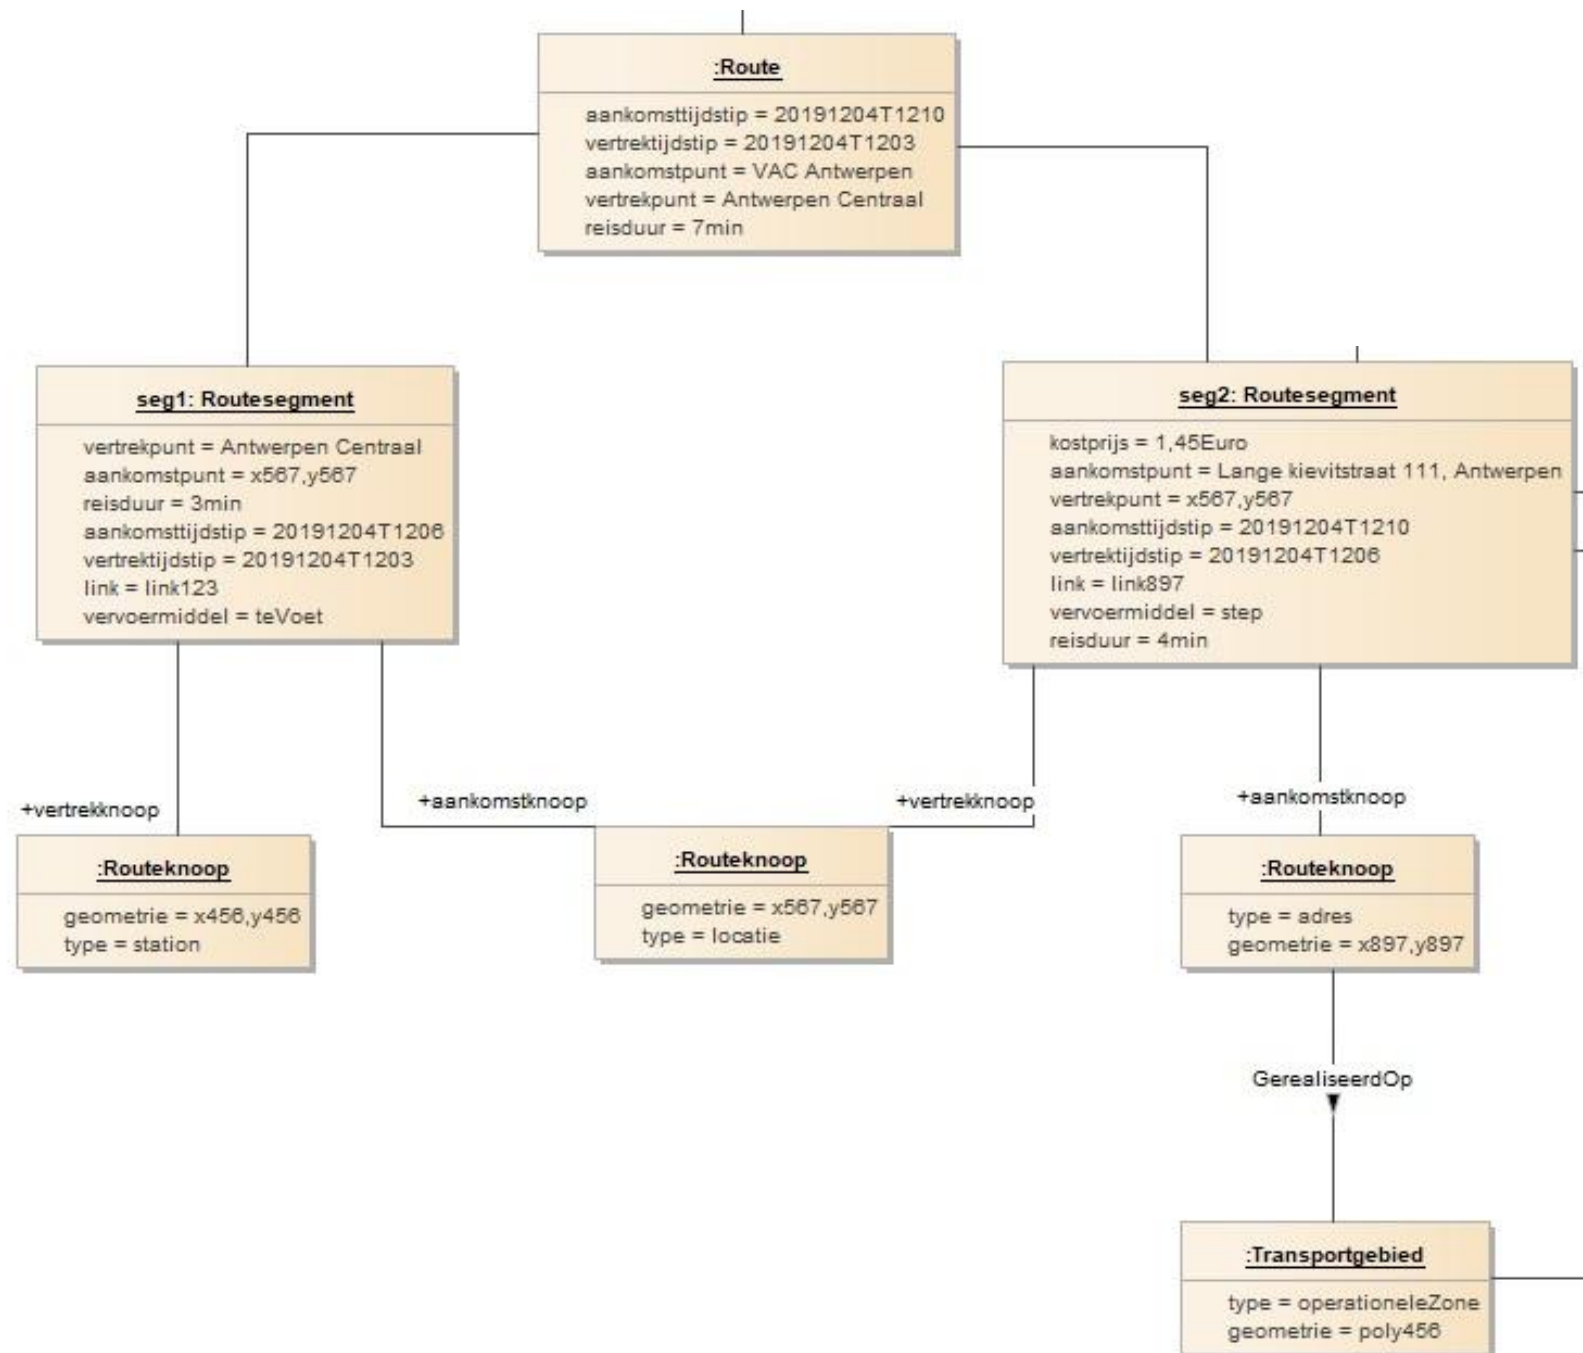 :Route
aankomsttijdstip = 20191204T1210
vertrektijdstip = 20191204T1203
aankomstpunt = VAC Antwerpen
vertrekpunt = Antwerpen Centraal
reisduur = 7min
seg1: Routesegment
vertrekpunt = Antwerpen Centraal
aankomstpunt = x567,y567
reisduur = 3min
aankomsttijdstip = 20191204T1206
vertrektijdstip = 20191204T1203
link = link123
vervoermiddel = teVoet
seg2: Routesegment
kostprijs = 1,45Euro
aankomstpunt = Lange kievitstraat 111, Antwerpen
vertrekpunt = x567,y567
aankomsttijdstip = 20191204T1210
vertrektijdstip = 20191204T1206
link = link897
vervoermiddel = step
reisduur = 4min
+vertrekknoop
+aankomstknoop
+vertrekknoop
+aankomstknoop
:Routeknoop
geometrie = x456,y456
type = station
:Routeknoop
geometrie = x567,y567
type = locatie
:Routeknoop
type = adres
geometrie = x897,y897
GerealiseerdOp
:Transportgebied
type = operationeleZone
geometrie = poly456